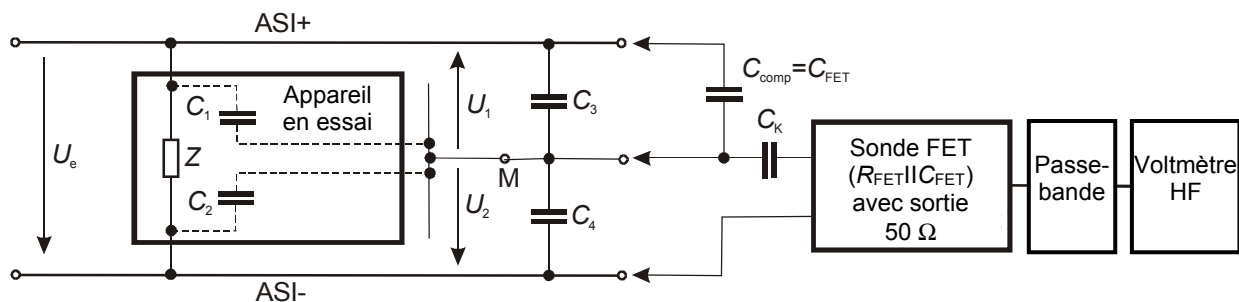 ASI+
Appareil
en essai
C1
C2
Z
Ue
U1
U2
M
C3
C4
Ccomp=CFET
CK
Sonde FET
(RFETIICFET)
avec sortie
50 Ω
Passe-
bande
Voltmètre
HF
ASI-